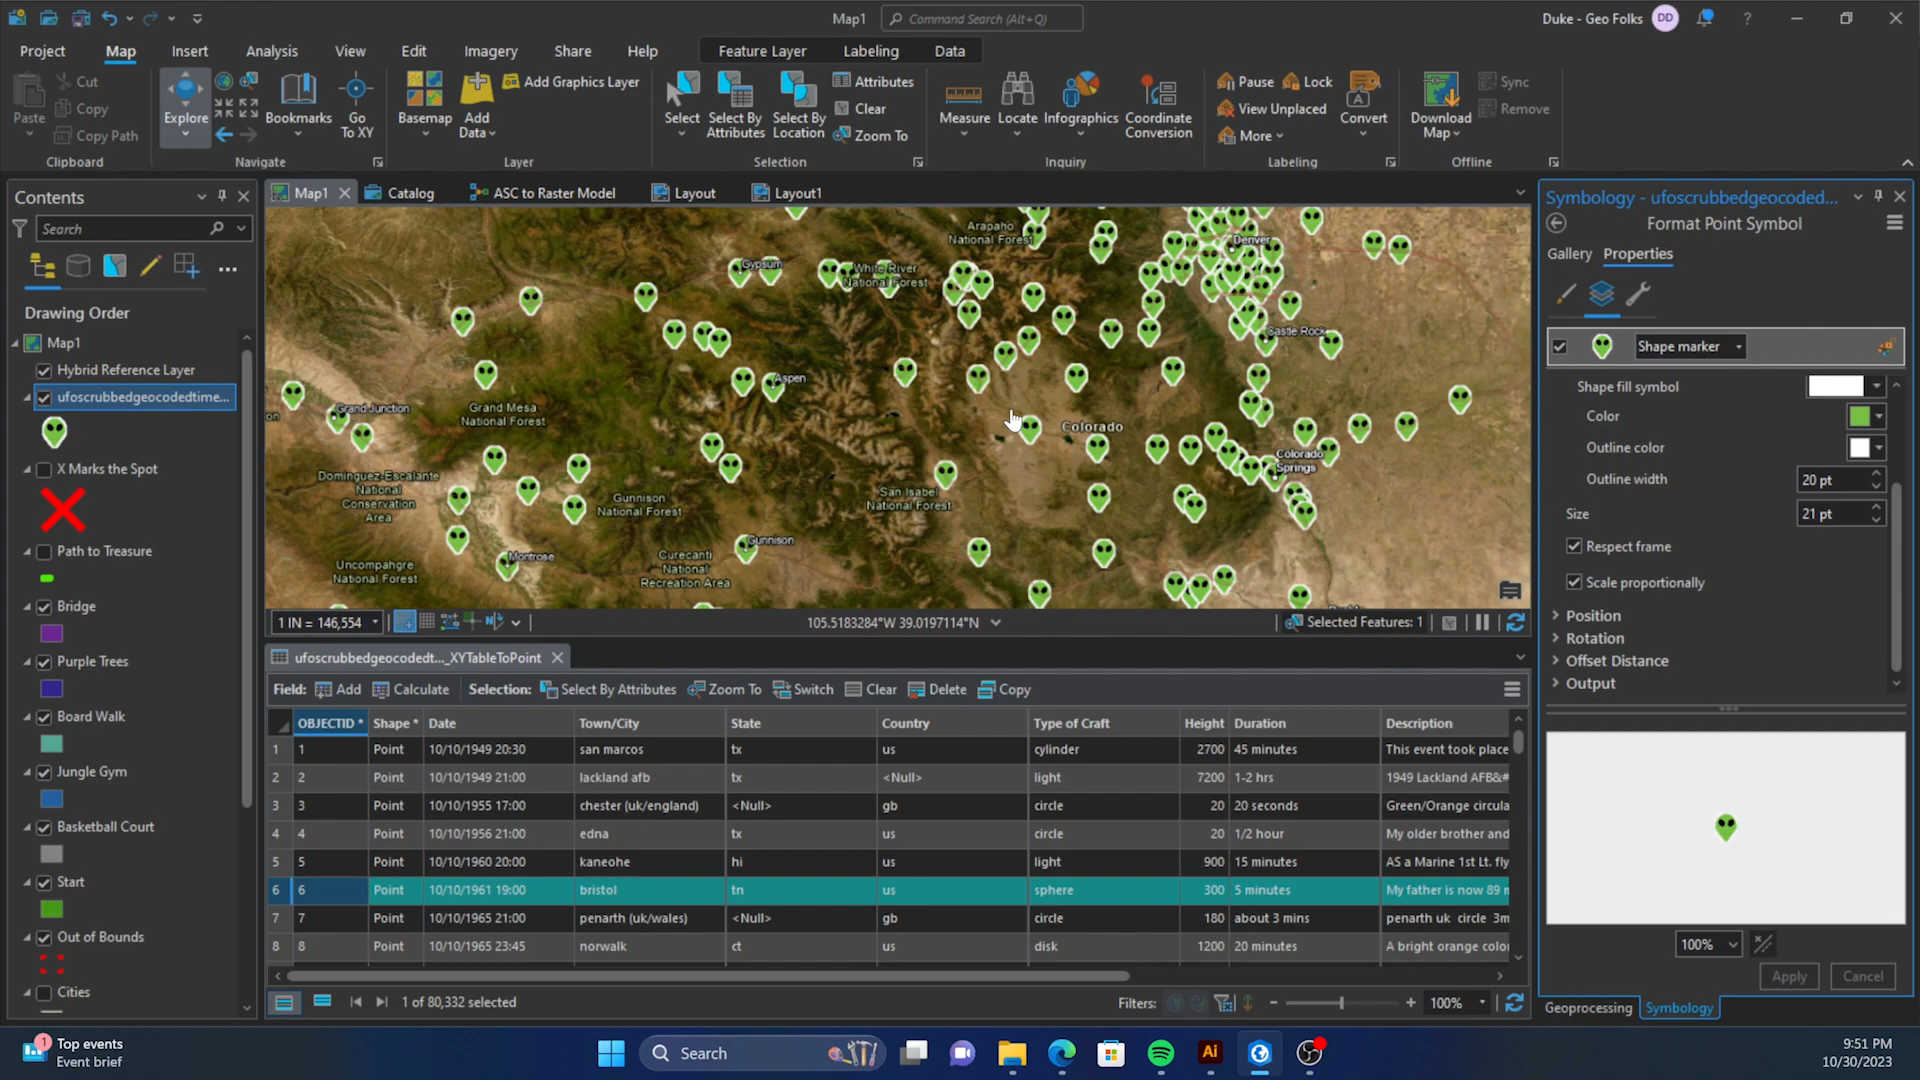 Map1
Command Search (Alt+Q)
Duke - Geo Folks
DD
?
Project
Map
Insert
Analysis
View
Edit
Imagery
Share
Help
Feature Layer
Labeling
Data
Paste
Cut
Copy
Copy Path
Clipboard
Explore
Bookmarks
Go
To XY
Navigate
Basemap
Add
Data
Add Graphics Layer
Layer
Select
Select By
Attributes
Select By
Location
Attributes
Clear
Zoom To
Selection
Measure
Locate
Infographics
Coordinate
Conversion
Inquiry
Pause
Lock
View Unplaced
More
Convert
Labeling
Download
Map
Sync
Remove
Offline
Contents
Search
Drawing Order
Map1
Hybrid Reference Layer
ufoscrubbedgeocodedtime...
X Marks the Spot
Path to Treasure
Bridge
Purple Trees
Board Walk
Jungle Gym
Basketball Court
Start
Out of Bounds
Cities
Map1
Catalog
ASC to Raster Model
Layout
Layout1
Arapaho
National Forest
Denver
Gypsum
White River
National Forest
Castle Rock
Aspen
Grand Junction
Grand Mesa
National Forest
Colorado
Colorado
Springs
Dominguez-Escalante
National
Conservation
Area
Gunnison
National Forest
San Isabel
National Forest
Gunnison
Montrose
Curecanti
National
Recreation Area
Uncompahgre
National Forest
1 IN = 146,554
105.5183284°W 39.0197114°N
Selected Features: 1
ufoscrubbedgeocodedt..._XYTableToPoint
Field: Add Calculate Selection: Select By Attributes Zoom To Switch Clear Delete Copy
OBJECTID * Shape * Date Town/City State Country Type of Craft Height Duration Description
1 1 Point 10/10/1949 20:30 san marcos tx us cylinder 2700 45 minutes This event took place
2 2 Point 10/10/1949 21:00 lackland afb tx <Null> light 7200 1-2 hrs 1949 Lackland AFB&#
3 3 Point 10/10/1955 17:00 chester (uk/england) <Null> gb circle 20 20 seconds Green/Orange circula
4 4 Point 10/10/1956 21:00 edna tx us circle 20 1/2 hour My older brother and
5 5 Point 10/10/1960 20:00 kaneohe hi us light 900 15 minutes AS a Marine 1st Lt. fly
6 6 Point 10/10/1961 19:00 bristol tn us sphere 300 5 minutes My father is now 89 m
7 7 Point 10/10/1965 21:00 penarth (uk/wales) <Null> gb circle 180 about 3 mins penarth uk circle 3m
8 8 Point 10/10/1965 23:45 norwalk ct us disk 1200 20 minutes A bright orange color
1 of 80,332 selected
Filters:
100%
Symbology - ufoscrubbedgeocoded...
Format Point Symbol
Gallery
Properties
Shape marker
Shape fill symbol
Color
Outline color
Outline width
20 pt
Size
21 pt
Respect frame
Scale proportionally
Position
Rotation
Offset Distance
Output
100%
Apply
Cancel
Geoprocessing
Symbology
1
Top events
Event brief
Search
Ai
9:51 PM
10/30/2023